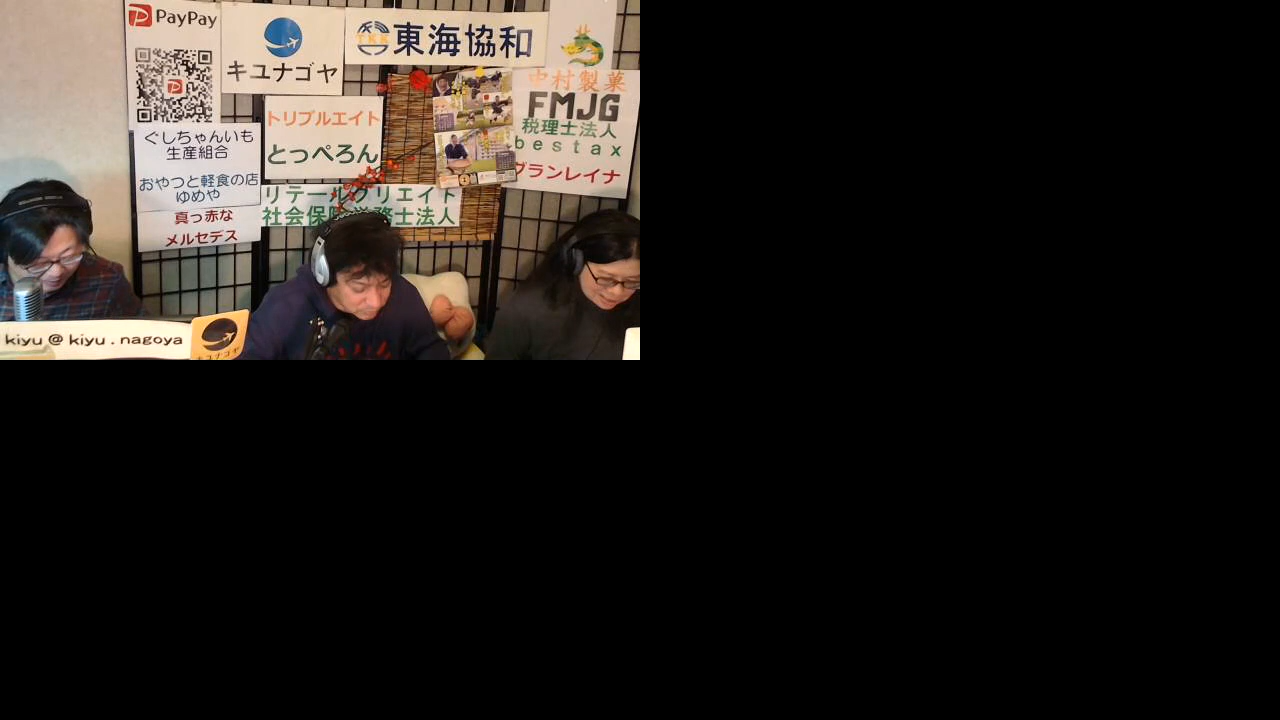 PayPay
キユナゴヤ
TKK
東海協和
中村製菓
FMJG
税理士法人
bestax
グランレイナ
トリプルエイト
とっぺろん
ぐしちゃんいも
生産組合
おやつと軽食の店
ゆめや
真っ赤な
メルセデス
リテールクリエイト
社会保険労務士法人
kiyu@kiyu.nagoya
キユナゴヤ